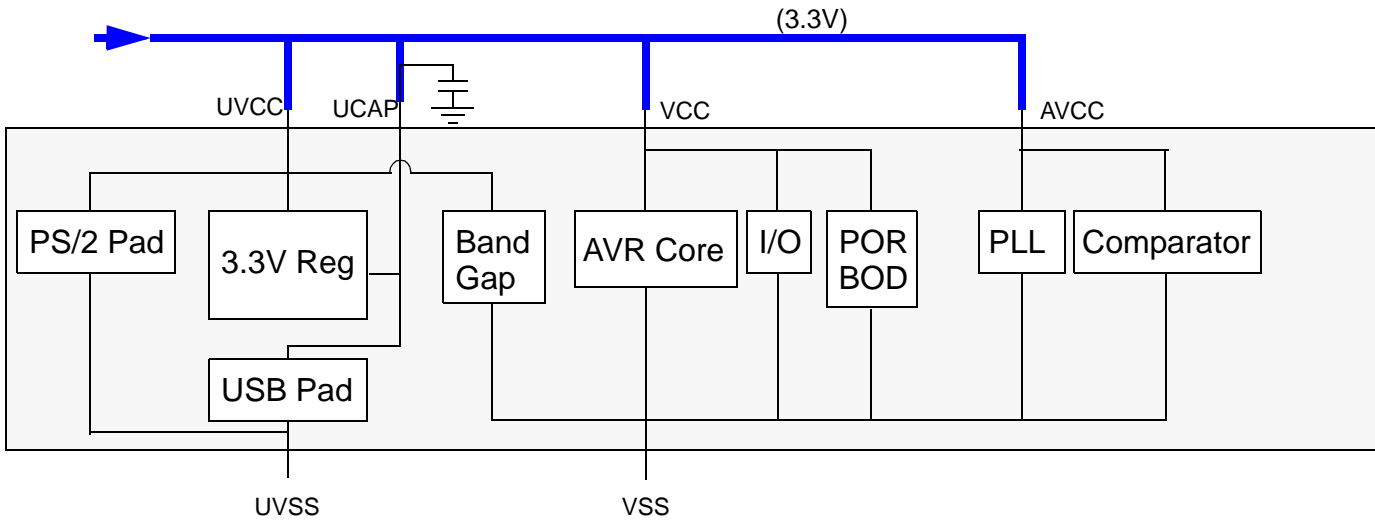 (3.3V)
UVCC
UCAP
VCC
AVCC
PS/2 Pad
3.3V Reg
Band
Gap
AVR Core
I/O
POR
BOD
PLL
Comparator
USB Pad
UVSS
VSS